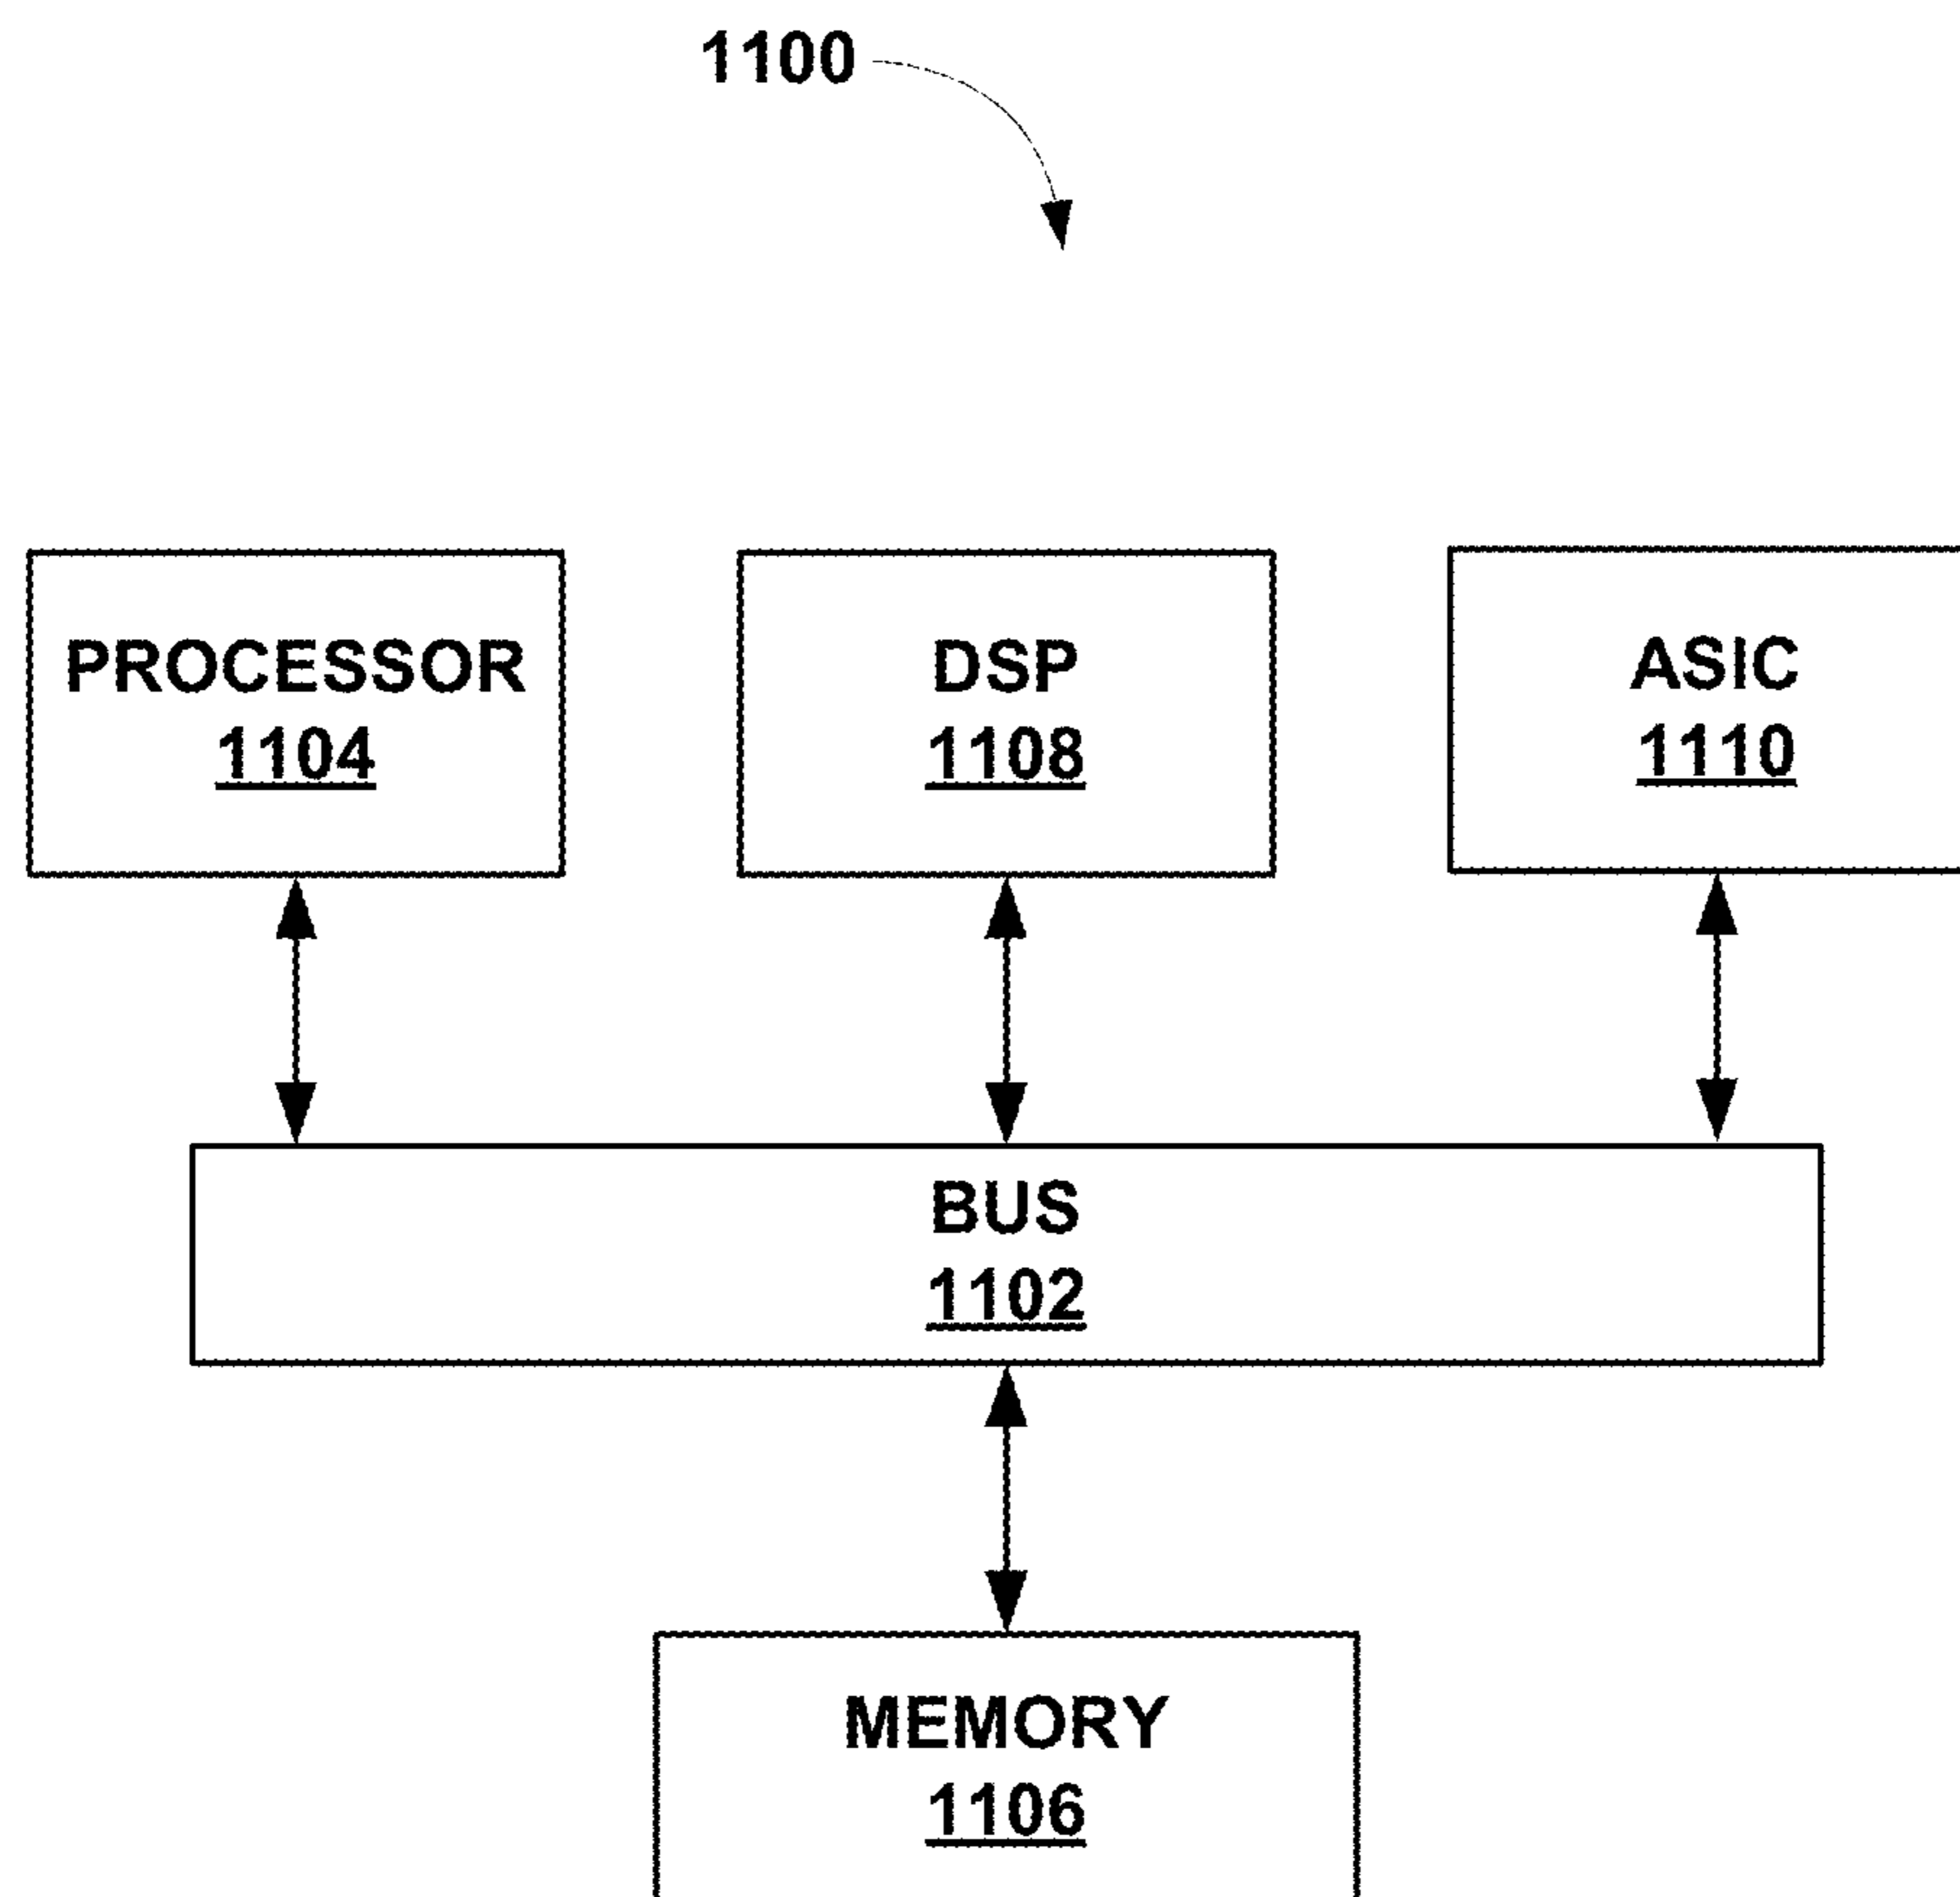 1100
PROCESSOR
1104
DSP
1108
ASIC
1110
BUS
1102
MEMORY
1106